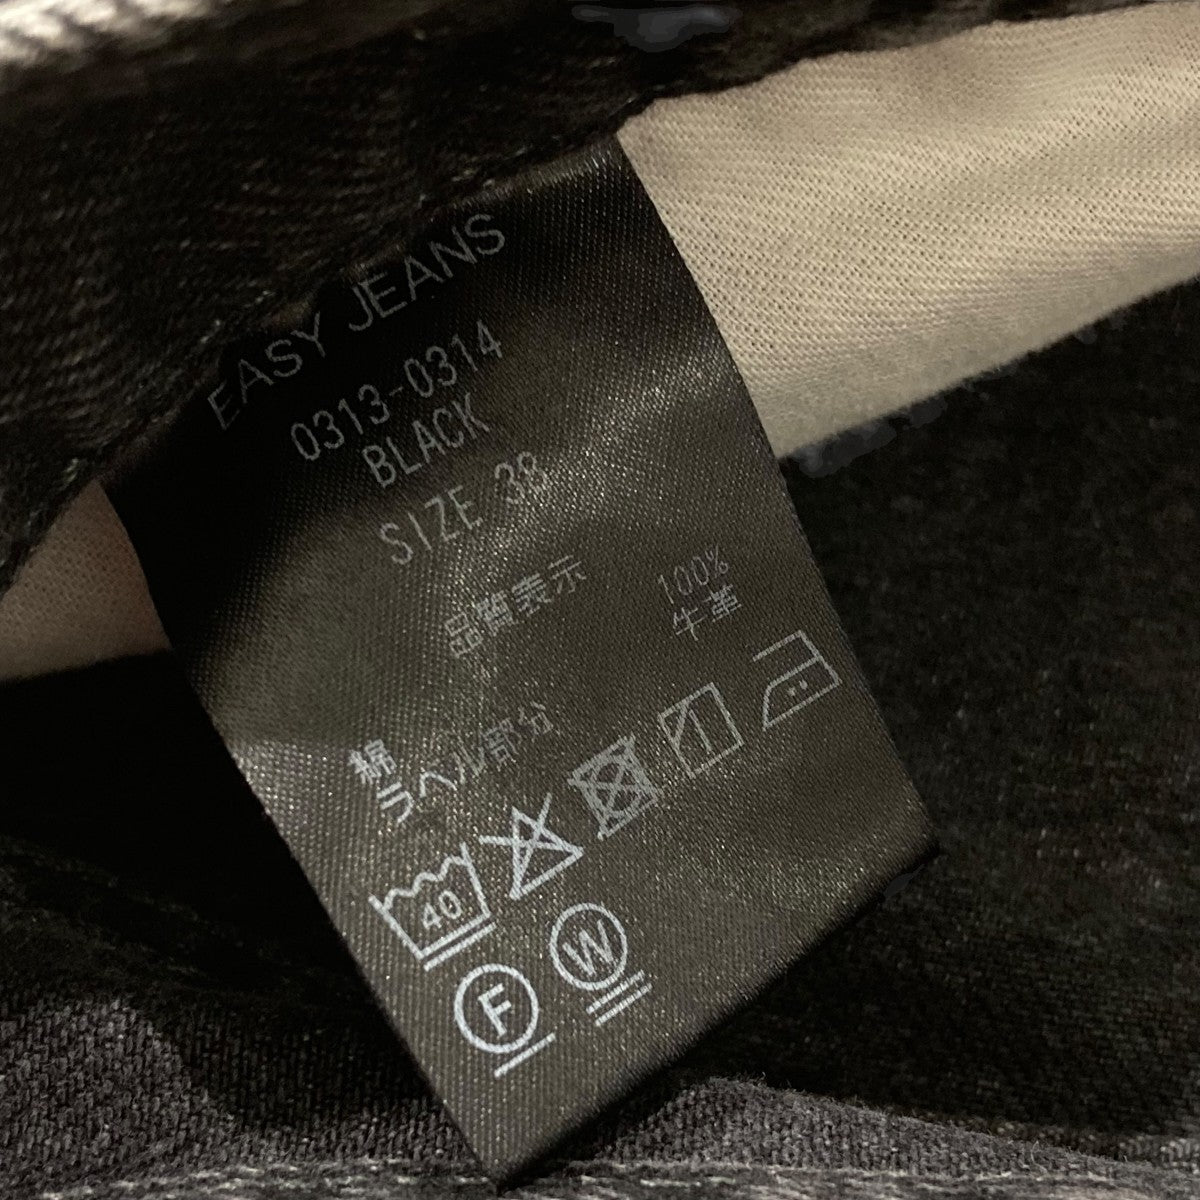 EASY JEANS
0313-0314
BLACK
SIZE 38
品質表示
綿 100%
ラベル部分 牛革
40
F W